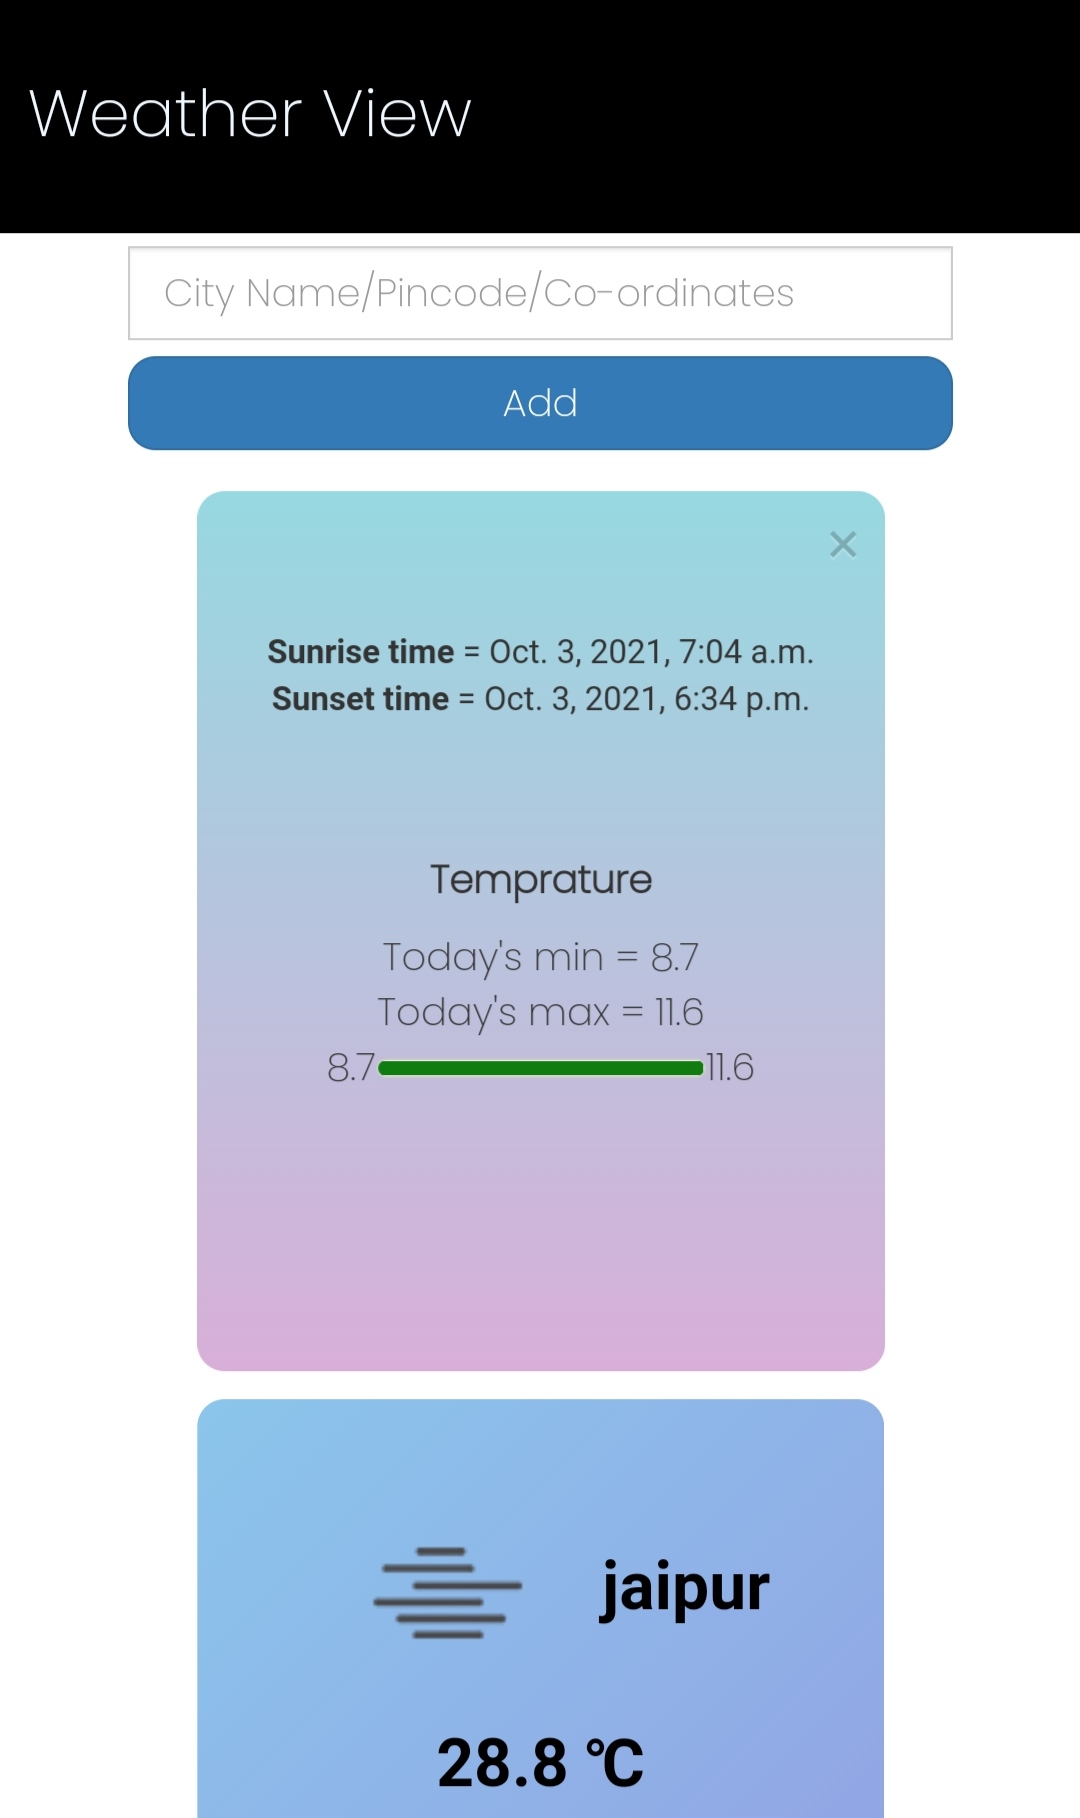 Weather View
City Name/Pincode/Co-ordinates
Add
×
Sunrise time = Oct. 3, 2021, 7:04 a.m.
Sunset time = Oct. 3, 2021, 6:34 p.m.
Temprature
Today's min = 8.7
Today's max = 11.6
8.7 11.6
jaipur
28.8 °C